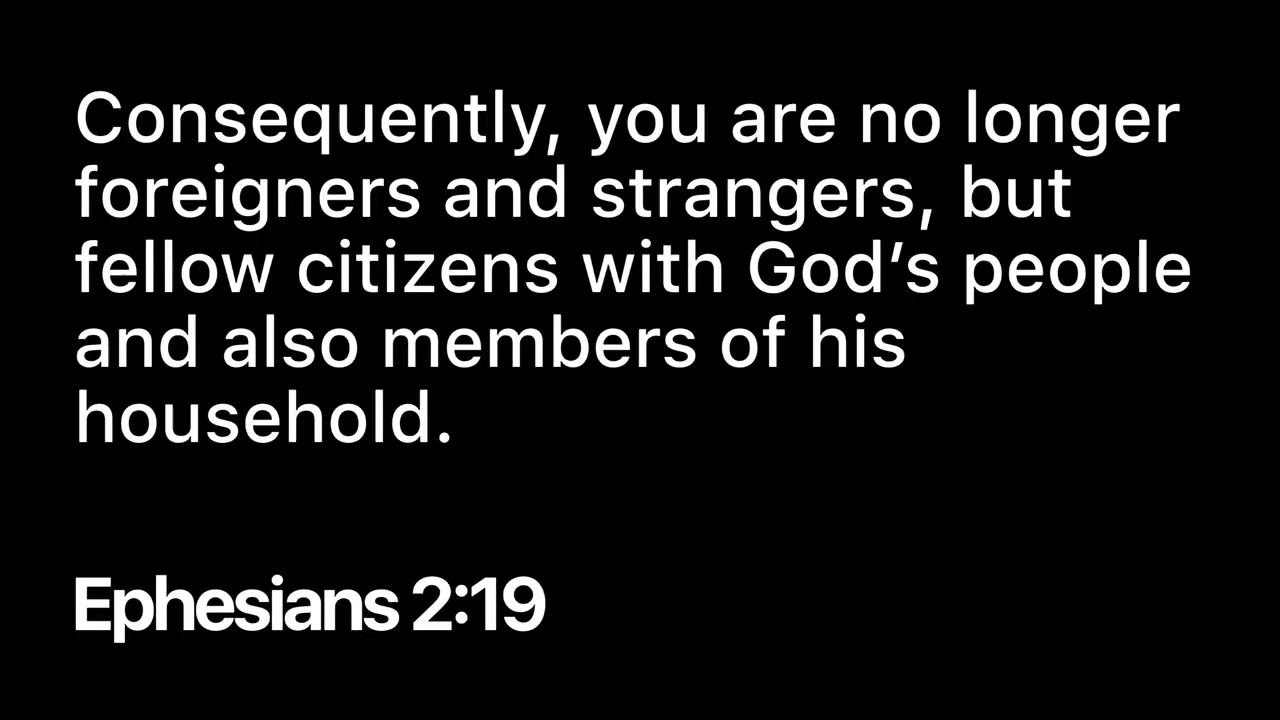 Consequently, you are no longer
foreigners and strangers, but
fellow citizens with God’s people
and also members of his
household.
Ephesians 2:19